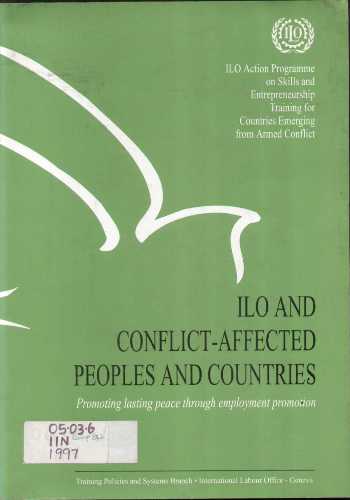 ILO
ILO Action Programme
on Skills and
Entrepreneurship
Training for
Countries Emerging
from Armed Conflict
ILO AND
CONFLICT-AFFECTED
PEOPLES AND COUNTRIES
Promoting lasting peace through employment promotion
05·03·6
IIN
1997
Training Policies and Systems Branch • International Labour Office - Geneva